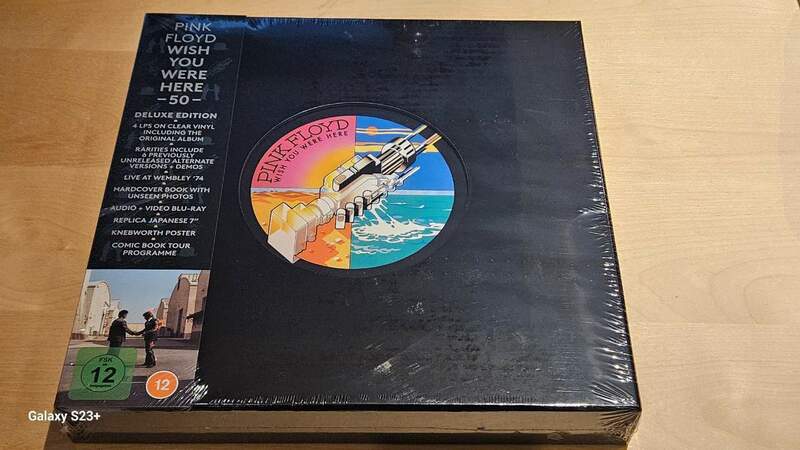 PINK
FLOYD
WISH
YOU
WERE
HERE
-50-
DELUXE EDITION
4 LPS ON CLEAR VINYL
INCLUDING THE
ORIGINAL ALBUM
RARITIES INCLUDE
6 PREVIOUSLY
UNRELEASED ALTERNATE
VERSIONS + DEMOS
LIVE AT WEMBLEY '74
HARDCOVER BOOK WITH
UNSEEN PHOTOS
AUDIO + VIDEO BLU-RAY
REPLICA JAPANESE 7"
KNEBWORTH POSTER
COMIC BOOK TOUR
PROGRAMME
PINK FLOYD
WISH YOU WERE HERE
FSK
12
12
Galaxy S23+